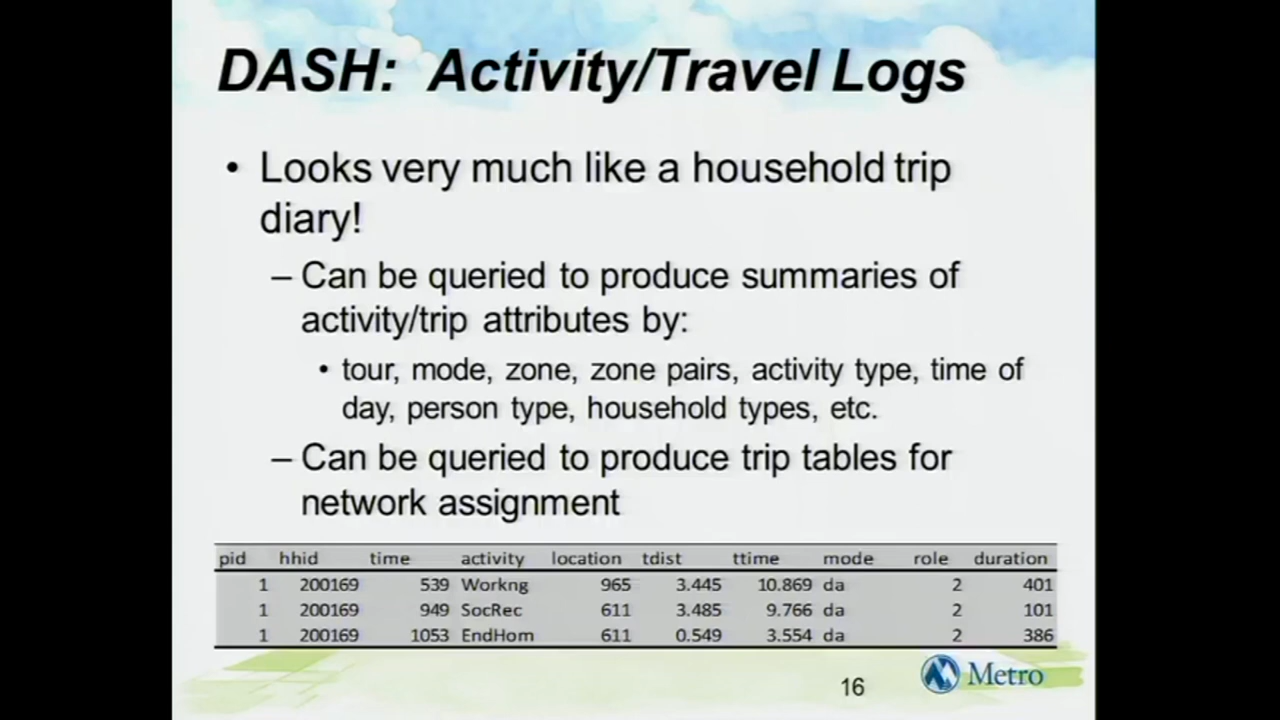 DASH: Activity/Travel Logs
• Looks very much like a household trip
diary!
– Can be queried to produce summaries of
activity/trip attributes by:
• tour, mode, zone, zone pairs, activity type, time of
day, person type, household types, etc.
– Can be queried to produce trip tables for
network assignment
pid hhid time activity location tdist ttime mode role duration
1 200169 539 Workng 965 3.445 10.869 da 2 401
1 200169 949 SocRec 611 3.485 9.766 da 2 101
1 200169 1053 EndHom 611 0.549 3.554 da 2 386
16 Metro